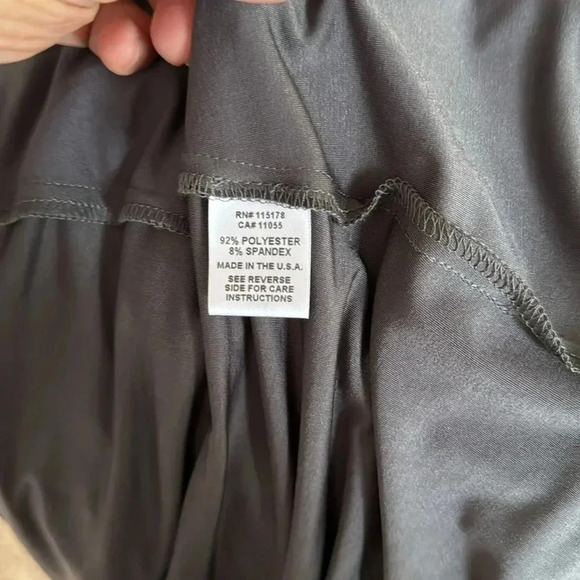 RN# 115178
CA# 11055
92% POLYESTER
8% SPANDEX
MADE IN THE U.S.A.
SEE REVERSE
SIDE FOR CARE
INSTRUCTIONS